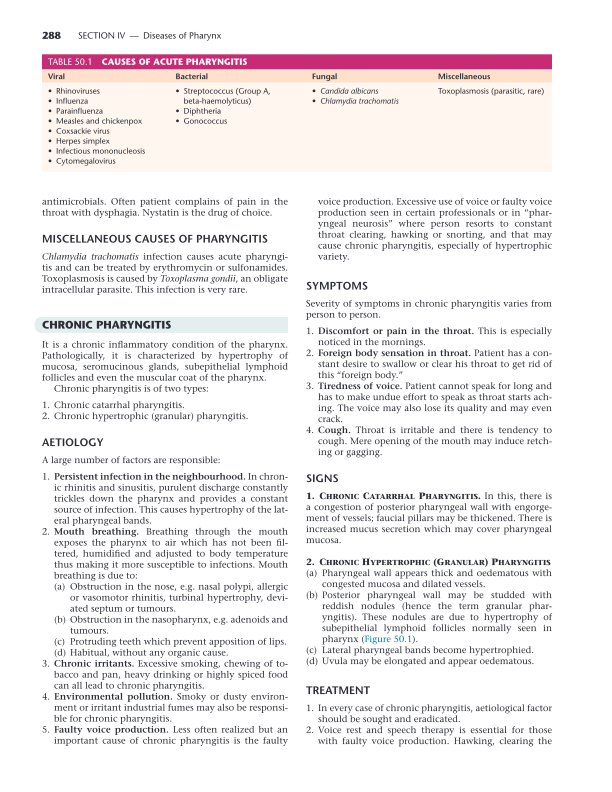 288 SECTION IV — Diseases of Pharynx
TABLE 50.1 CAUSES OF ACUTE PHARYNGITIS
Viral Bacterial Fungal Miscellaneous
• Rhinoviruses
• Influenza
• Parainfluenza
• Measles and chickenpox
• Coxsackie virus
• Herpes simplex
• Infectious mononucleosis
• Cytomegalovirus
• Streptococcus (Group A,
beta-haemolyticus)
• Diphtheria
• Gonococcus
• Candida albicans
• Chlamydia trachomatis
Toxoplasmosis (parasitic, rare)
antimicrobials. Often patient complains of pain in the
throat with dysphagia. Nystatin is the drug of choice.
MISCELLANEOUS CAUSES OF PHARYNGITIS
Chlamydia trachomatis infection causes acute pharyngi-
tis and can be treated by erythromycin or sulfonamides.
Toxoplasmosis is caused by Toxoplasma gondii, an obligate
intracellular parasite. This infection is very rare.
CHRONIC PHARYNGITIS
It is a chronic inflammatory condition of the pharynx.
Pathologically, it is characterized by hypertrophy of
mucosa, seromucinous glands, subepithelial lymphoid
follicles and even the muscular coat of the pharynx.
Chronic pharyngitis is of two types:
1. Chronic catarrhal pharyngitis.
2. Chronic hypertrophic (granular) pharyngitis.
AETIOLOGY
A large number of factors are responsible:
1. Persistent infection in the neighbourhood. In chron-
ic rhinitis and sinusitis, purulent discharge constantly
trickles down the pharynx and provides a constant
source of infection. This causes hypertrophy of the lat-
eral pharyngeal bands.
2. Mouth breathing. Breathing through the mouth
exposes the pharynx to air which has not been fil-
tered, humidified and adjusted to body temperature
thus making it more susceptible to infections. Mouth
breathing is due to:
(a) Obstruction in the nose, e.g. nasal polypi, allergic
or vasomotor rhinitis, turbinal hypertrophy, devi-
ated septum or tumours.
(b) Obstruction in the nasopharynx, e.g. adenoids and
tumours.
(c) Protruding teeth which prevent apposition of lips.
(d) Habitual, without any organic cause.
3. Chronic irritants. Excessive smoking, chewing of to-
bacco and pan, heavy drinking or highly spiced food
can all lead to chronic pharyngitis.
4. Environmental pollution. Smoky or dusty environ-
ment or irritant industrial fumes may also be responsi-
ble for chronic pharyngitis.
5. Faulty voice production. Less often realized but an
important cause of chronic pharyngitis is the faulty
voice production. Excessive use of voice or faulty voice
production seen in certain professionals or in “phar-
yngeal neurosis” where person resorts to constant
throat clearing, hawking or snorting, and that may
cause chronic pharyngitis, especially of hypertrophic
variety.
SYMPTOMS
Severity of symptoms in chronic pharyngitis varies from
person to person.
1. Discomfort or pain in the throat. This is especially
noticed in the mornings.
2. Foreign body sensation in throat. Patient has a con-
stant desire to swallow or clear his throat to get rid of
this “foreign body.”
3. Tiredness of voice. Patient cannot speak for long and
has to make undue effort to speak as throat starts ach-
ing. The voice may also lose its quality and may even
crack.
4. Cough. Throat is irritable and there is tendency to
cough. Mere opening of the mouth may induce retch-
ing or gagging.
SIGNS
1. CHRONIC CATARRHAL PHARYNGITIS. In this, there is
a congestion of posterior pharyngeal wall with engorge-
ment of vessels; faucial pillars may be thickened. There is
increased mucus secretion which may cover pharyngeal
mucosa.
2. CHRONIC HYPERTROPHIC (GRANULAR) PHARYNGITIS
(a) Pharyngeal wall appears thick and oedematous with
congested mucosa and dilated vessels.
(b) Posterior pharyngeal wall may be studded with
reddish nodules (hence the term granular phar-
yngitis). These nodules are due to hypertrophy of
subepithelial lymphoid follicles normally seen in
pharynx (Figure 50.1).
(c) Lateral pharyngeal bands become hypertrophied.
(d) Uvula may be elongated and appear oedematous.
TREATMENT
1. In every case of chronic pharyngitis, aetiological factor
should be sought and eradicated.
2. Voice rest and speech therapy is essential for those
with faulty voice production. Hawking, clearing the